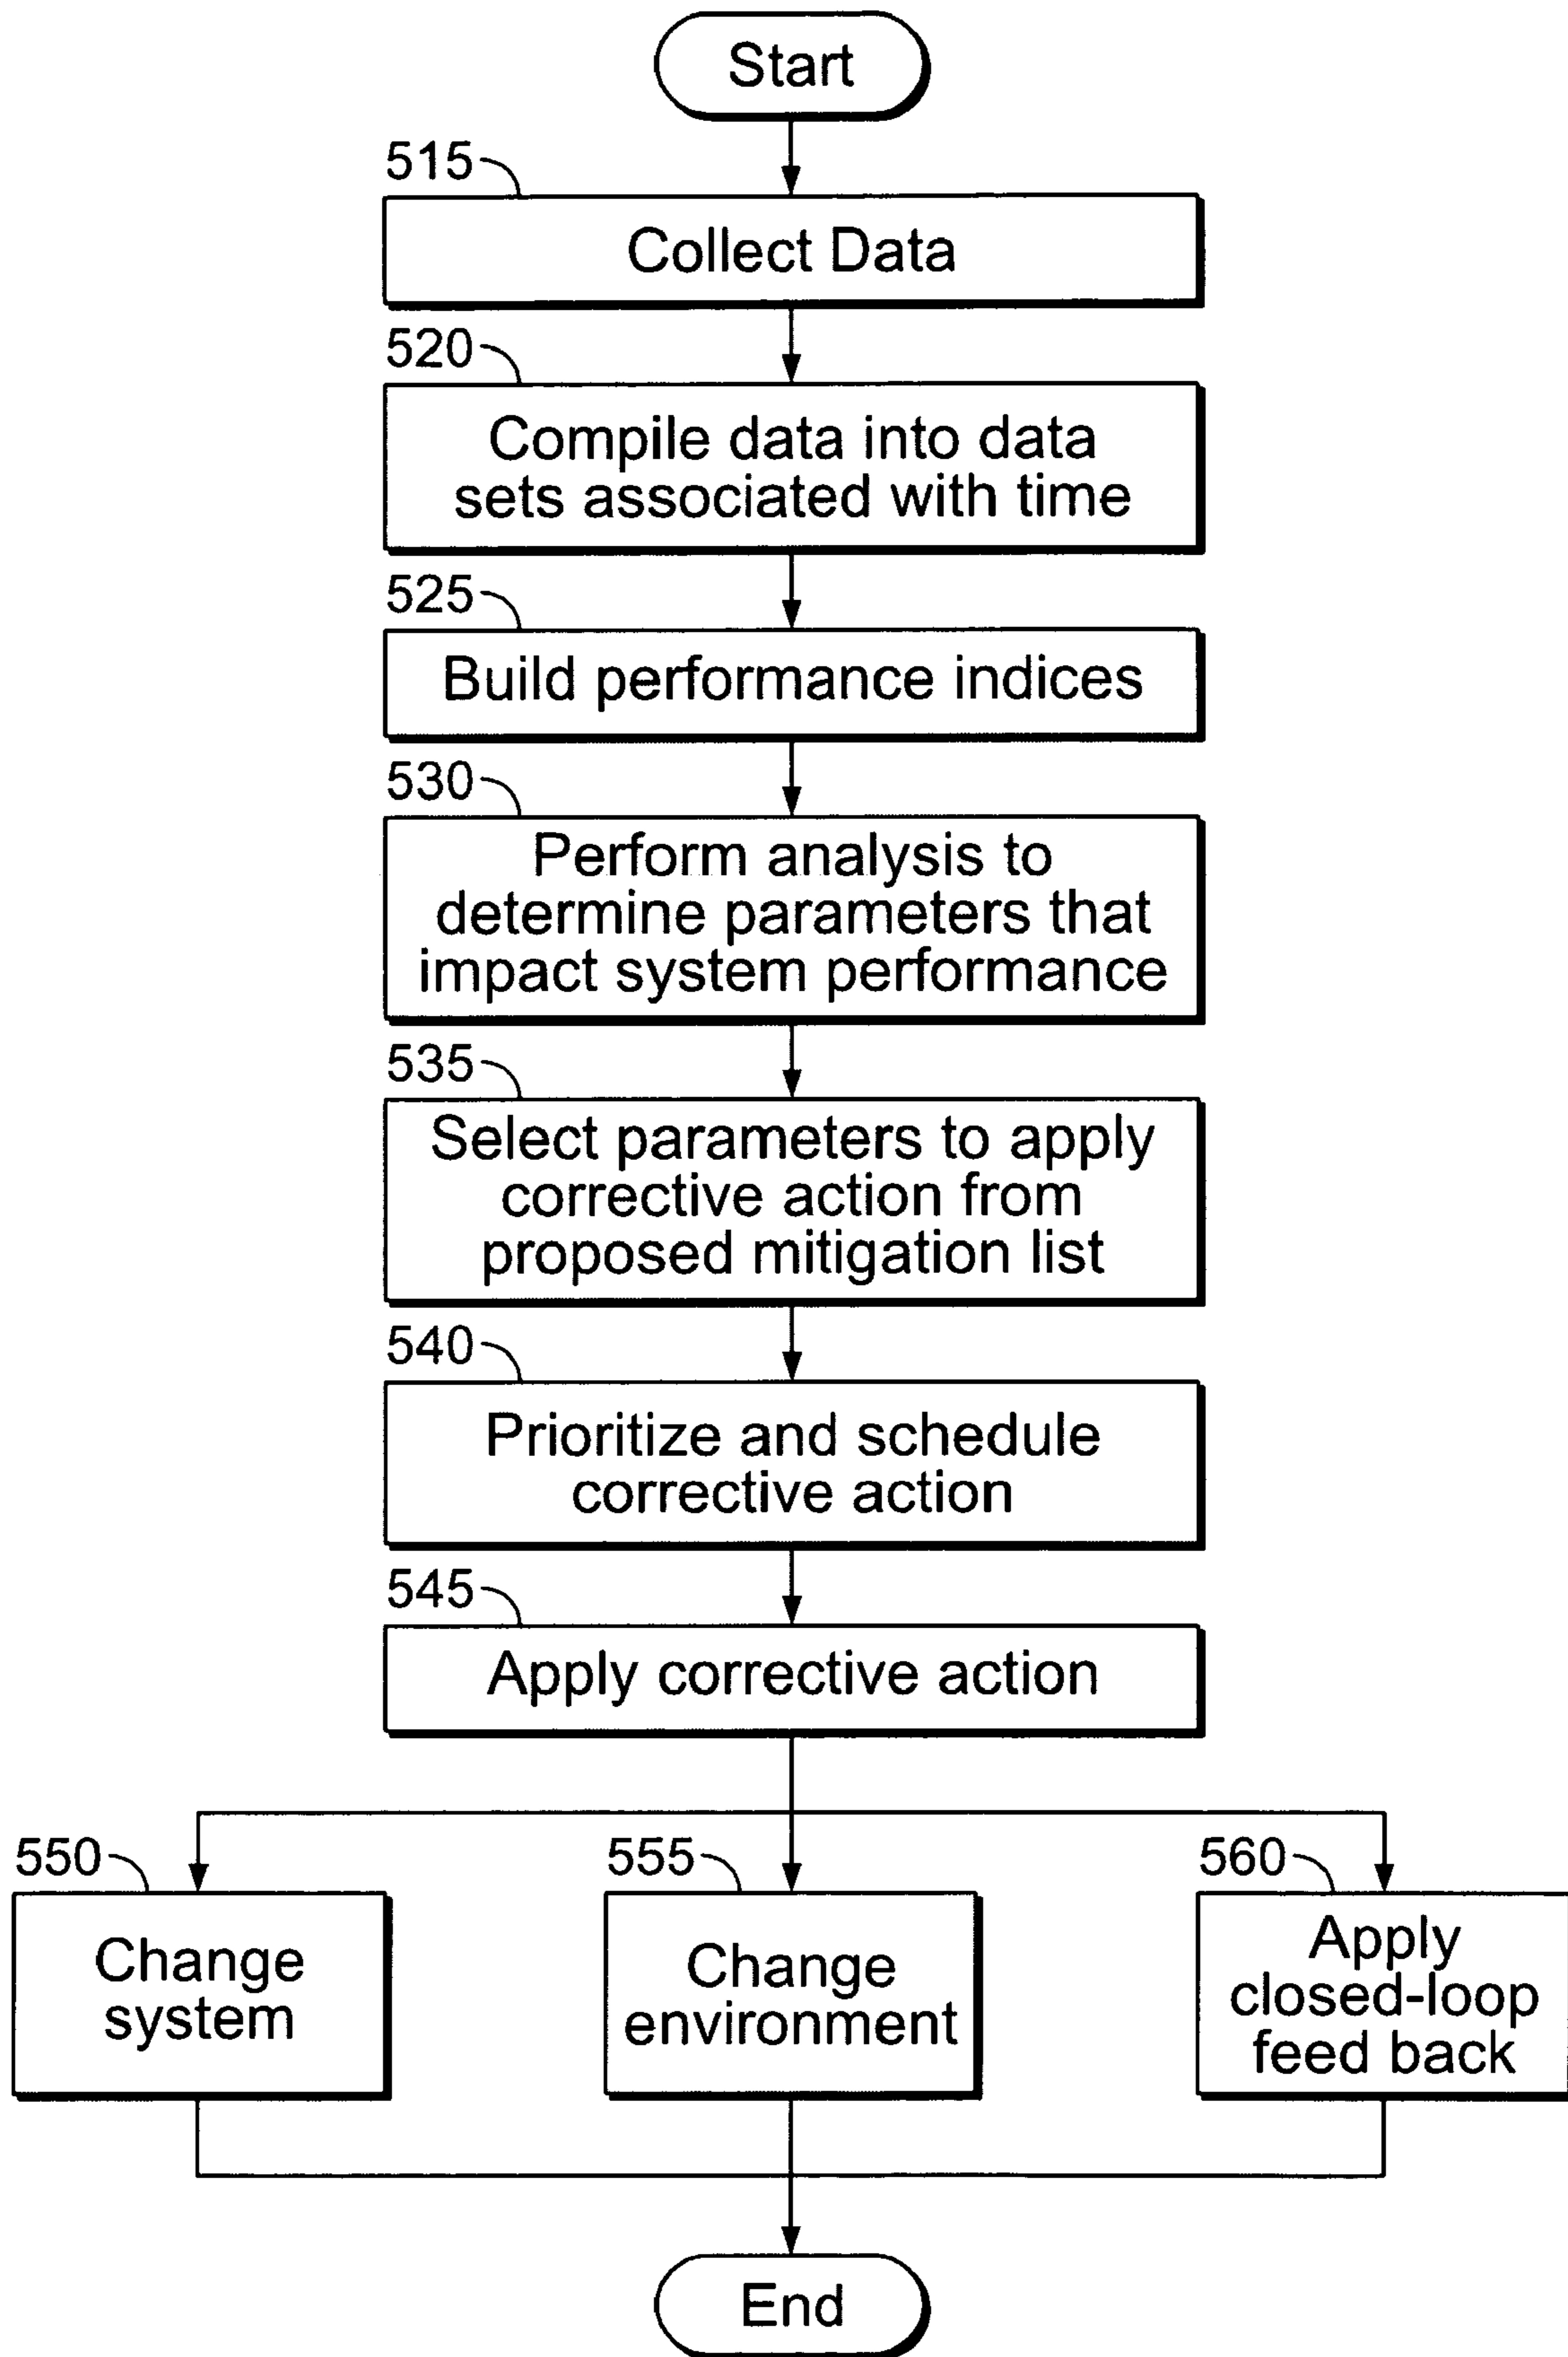 Start
515
Collect Data
520
Compile data into data
sets associated with time
525
Build performance indices
530
Perform analysis to
determine parameters that
impact system performance
535
Select parameters to apply
corrective action from
proposed mitigation list
540
Prioritize and schedule
corrective action
545
Apply corrective action
550
Change
system
555
Change
environment
560
Apply
closed-loop
feed back
End